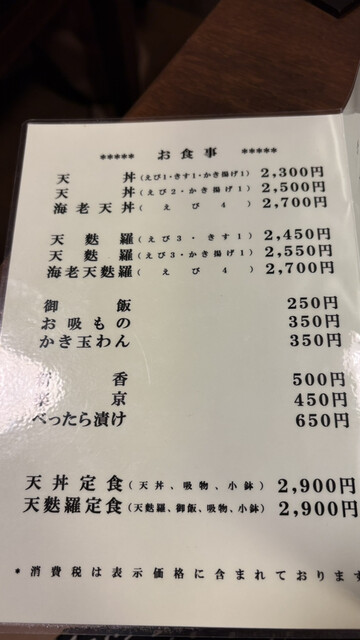 ***** お食事 *****
天丼(えび1・きす1・かき揚げ1) 2,300円
天丼(えび2・かき揚げ1) 2,500円
海老天丼(えび4) 2,700円
天麩羅(えび3・きす1) 2,450円
天麩羅(えび3・かき揚げ1) 2,550円
海老天麩羅(えび4) 2,700円
御飯 250円
お吸もの 350円
かき玉わん 350円
香 500円
京 450円
べったら漬け 650円
天丼定食(天丼、吸物、小鉢) 2,900円
天麩羅定食(天麩羅、御飯、吸物、小鉢) 2,900円
*消費税は表示価格に含まれております